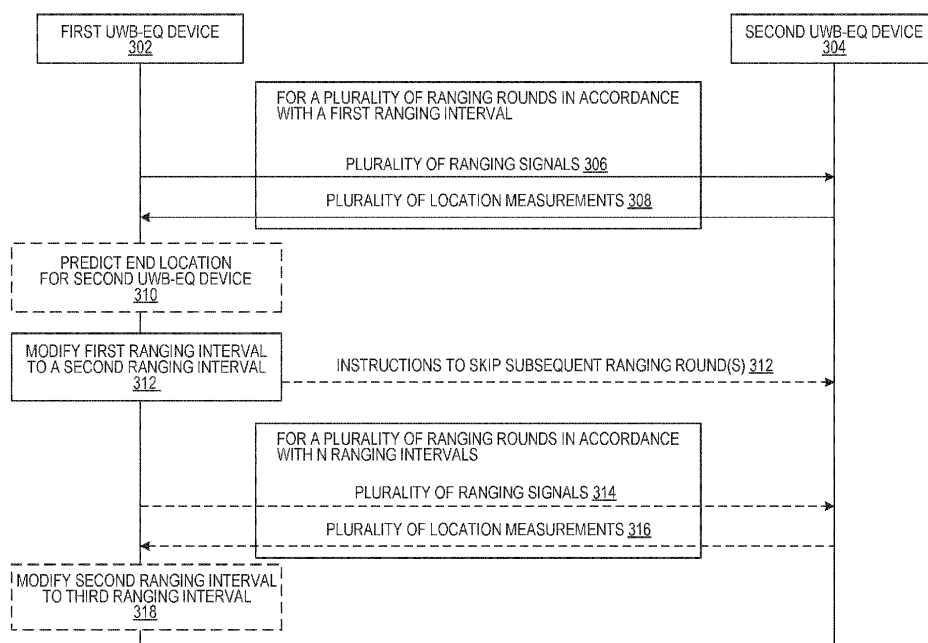 FIRST UWB-EQ DEVICE
302
SECOND UWB-EQ DEVICE
304
FOR A PLURALITY OF RANGING ROUNDS IN ACCORDANCE
WITH A FIRST RANGING INTERVAL
PLURALITY OF RANGING SIGNALS 306
PLURALITY OF LOCATION MEASUREMENTS 308
PREDICT END LOCATION
FOR SECOND UWB-EQ DEVICE
310
MODIFY FIRST RANGING INTERVAL
TO A SECOND RANGING INTERVAL
312
INSTRUCTIONS TO SKIP SUBSEQUENT RANGING ROUND(S) 312
FOR A PLURALITY OF RANGING ROUNDS IN ACCORDANCE
WITH N RANGING INTERVALS
PLURALITY OF RANGING SIGNALS 314
PLURALITY OF LOCATION MEASUREMENTS 316
MODIFY SECOND RANGING INTERVAL
TO THIRD RANGING INTERVAL
318